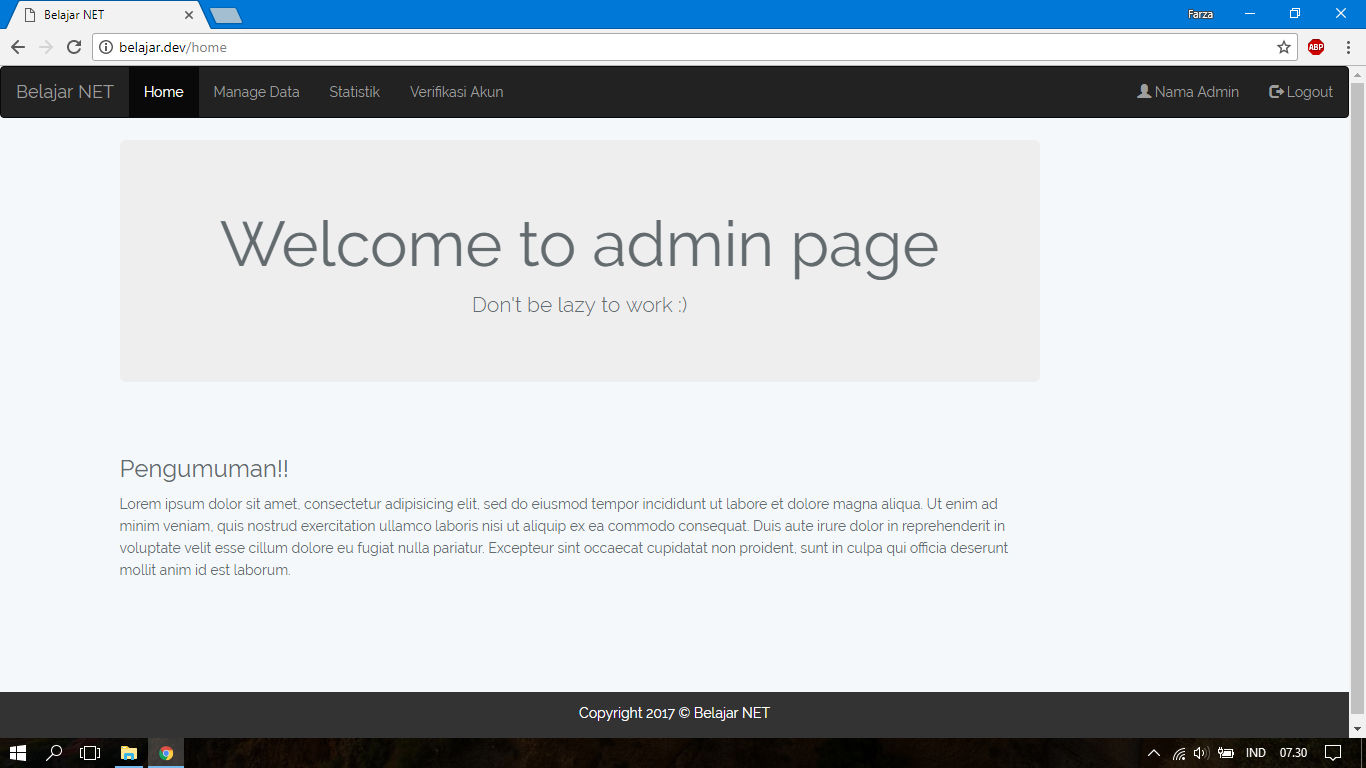 Belajar NET
Farza
belajar.dev/home
ABP
Belajar NET Home Manage Data Statistik Verifikasi Akun Nama Admin Logout
Welcome to admin page
Don't be lazy to work :)
Pengumuman!!
Lorem ipsum dolor sit amet, consectetur adipisicing elit, sed do eiusmod tempor incididunt ut labore et dolore magna aliqua. Ut enim ad
minim veniam, quis nostrud exercitation ullamco laboris nisi ut aliquip ex ea commodo consequat. Duis aute irure dolor in reprehenderit in
voluptate velit esse cillum dolore eu fugiat nulla pariatur. Excepteur sint occaecat cupidatat non proident, sunt in culpa qui officia deserunt
mollit anim id est laborum.
Copyright 2017 © Belajar NET
IND 07.30